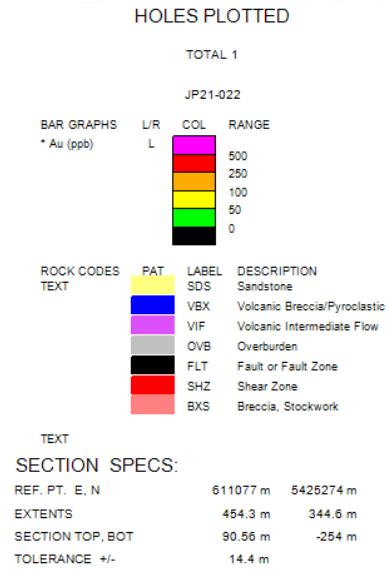 HOLES PLOTTED
TOTAL 1
JP21-022
BAR GRAPHS L/R COL RANGE
* Au (ppb) L
500
250
100
50
0
ROCK CODES PAT LABEL DESCRIPTION
TEXT SDS Sandstone
VBX Volcanic Breccia/Pyroclastic
VIF Volcanic Intermediate Flow
OVB Overburden
FLT Fault or Fault Zone
SHZ Shear Zone
BXS Breccia, Stockwork
TEXT
SECTION SPECS:
REF. PT. E, N 611077 m 5425274 m
EXTENTS 454.3 m 344.6 m
SECTION TOP, BOT 90.56 m -254 m
TOLERANCE +/- 14.4 m